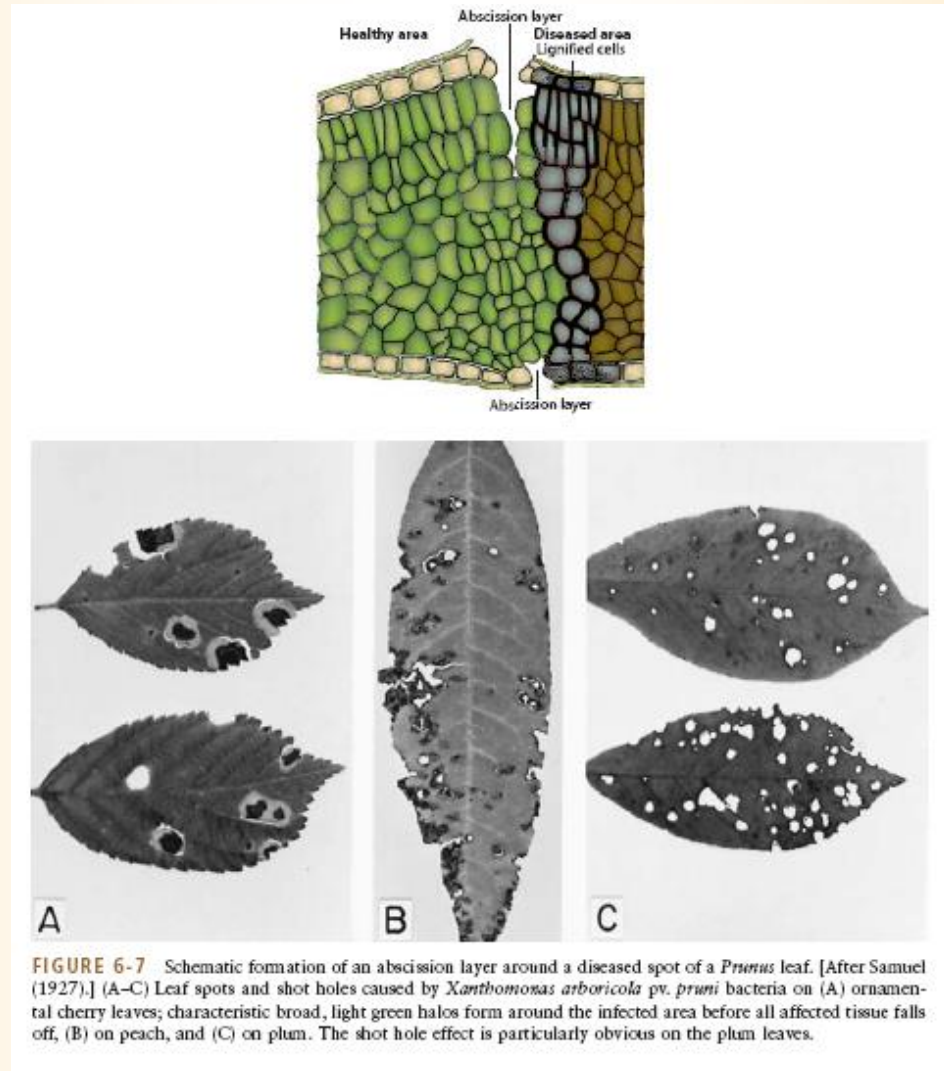 Abscission layer
Healthy area Diseased area
Lignified cells
Abscission layer
A B C
FIGURE 6-7 Schematic formation of an abscission layer around a diseased spot of a Prunus leaf. [After Samuel
(1927).] (A–C) Leaf spots and shot holes caused by Xanthomonas arboricola pv. pruni bacteria on (A) ornamen-
tal cherry leaves; characteristic broad, light green halos form around the infected area before all affected tissue falls
off, (B) on peach, and (C) on plum. The shot hole effect is particularly obvious on the plum leaves.